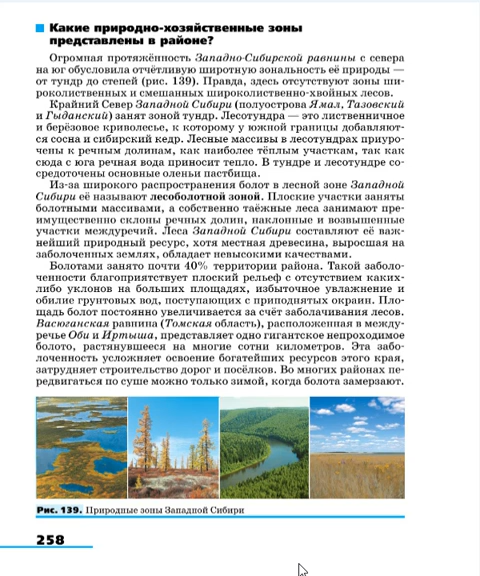 Какие природно-хозяйственные зоны
представлены в районе?
Огромная протяжённость Западно-Сибирской равнины с севера
на юг обусловила отчётливую широтную зональность её природы —
от тундр до степей (рис. 139). Правда, здесь отсутствуют зоны ши-
роколиственных и смешанных широколиственно-хвойных лесов.
Крайний Север Западной Сибири (полуострова Ямал, Тазовский
и Гыданский) занят зоной тундр. Лесотундра — это лиственничное
и берёзовое криволесье, к которому у южной границы добавляют-
ся сосна и сибирский кедр. Лесные массивы в лесотундрах приуро-
чены к речным долинам, как наиболее тёплым участкам, так как
сюда с юга речная вода приносит тепло. В тундре и лесотундре со-
средоточены основные оленьи пастбища.
Из-за широкого распространения болот в лесной зоне Западной
Сибири её называют лесоболотной зоной. Плоские участки заняты
болотными массивами, а собственно таёжные леса занимают пре-
имущественно склоны речных долин, наклонные и возвышенные
участки междуречий. Леса Западной Сибири составляют её важ-
нейший природный ресурс, хотя местная древесина, выросшая на
заболоченных землях, обладает невысокими качествами.
Болотами занято почти 40% территории района. Такой заболо-
ченности благоприятствует плоский рельеф с отсутствием каких-
либо уклонов на больших площадях, избыточное увлажнение и
обилие грунтовых вод, поступающих с приподнятых окраин. Пло-
щадь болот постоянно увеличивается за счёт заболачивания лесов.
Васюганская равнина (Томская область), расположенная в между-
речье Оби и Иртыша, представляет одно гигантское непроходимое
болото, растянувшееся на многие сотни километров. Эта забо-
лоченность усложняет освоение богатейших ресурсов этого края,
затрудняет строительство дорог и посёлков. Во многих районах пе-
редвигаться по суше можно только зимой, когда болота замерзают.
Рис. 139. Природные зоны Западной Сибири
258